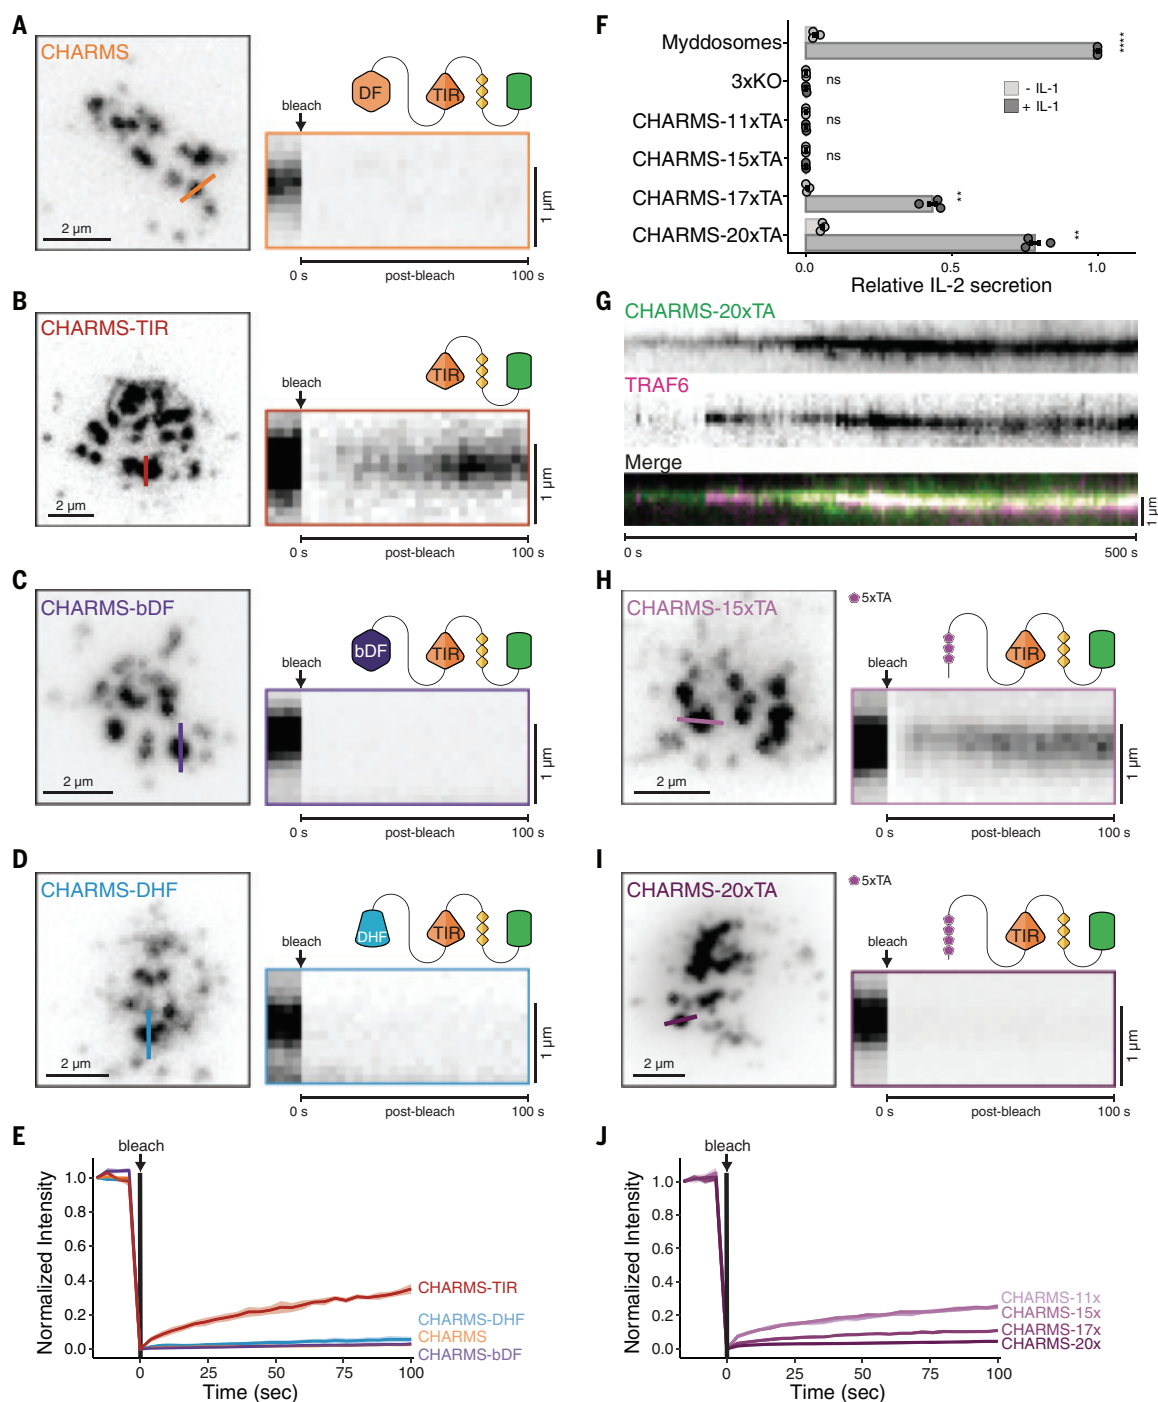 A
CHARMS
2 µm
bleach
DF
TIR
1 µm
0 s
post-bleach
100 s
B
CHARMS-TIR
2 µm
bleach
TIR
1 µm
0 s
post-bleach
100 s
C
CHARMS-bDF
2 µm
bleach
bDF
TIR
1 µm
0 s
post-bleach
100 s
D
CHARMS-DHF
2 µm
bleach
DHF
TIR
1 µm
0 s
post-bleach
100 s
E
bleach
Normalized Intensity
1.0
0.8
0.6
0.4
0.2
0.0
0
25
50
75
100
Time (sec)
CHARMS-TIR
CHARMS-DHF
CHARMS
CHARMS-bDF
F
Myddosomes
3xKO
CHARMS-11xTA
CHARMS-15xTA
CHARMS-17xTA
CHARMS-20xTA
****
ns
ns
ns
**
**
- IL-1
+ IL-1
0.0
0.5
1.0
Relative IL-2 secretion
G
CHARMS-20xTA
TRAF6
Merge
1 µm
0 s
500 s
H
CHARMS-15xTA
2 µm
5xTA
bleach
TIR
1 µm
0 s
post-bleach
100 s
I
CHARMS-20xTA
2 µm
5xTA
bleach
TIR
1 µm
0 s
post-bleach
100 s
J
bleach
Normalized Intensity
1.0
0.8
0.6
0.4
0.2
0.0
0
25
50
75
100
Time (sec)
CHARMS-11x
CHARMS-15x
CHARMS-17x
CHARMS-20x